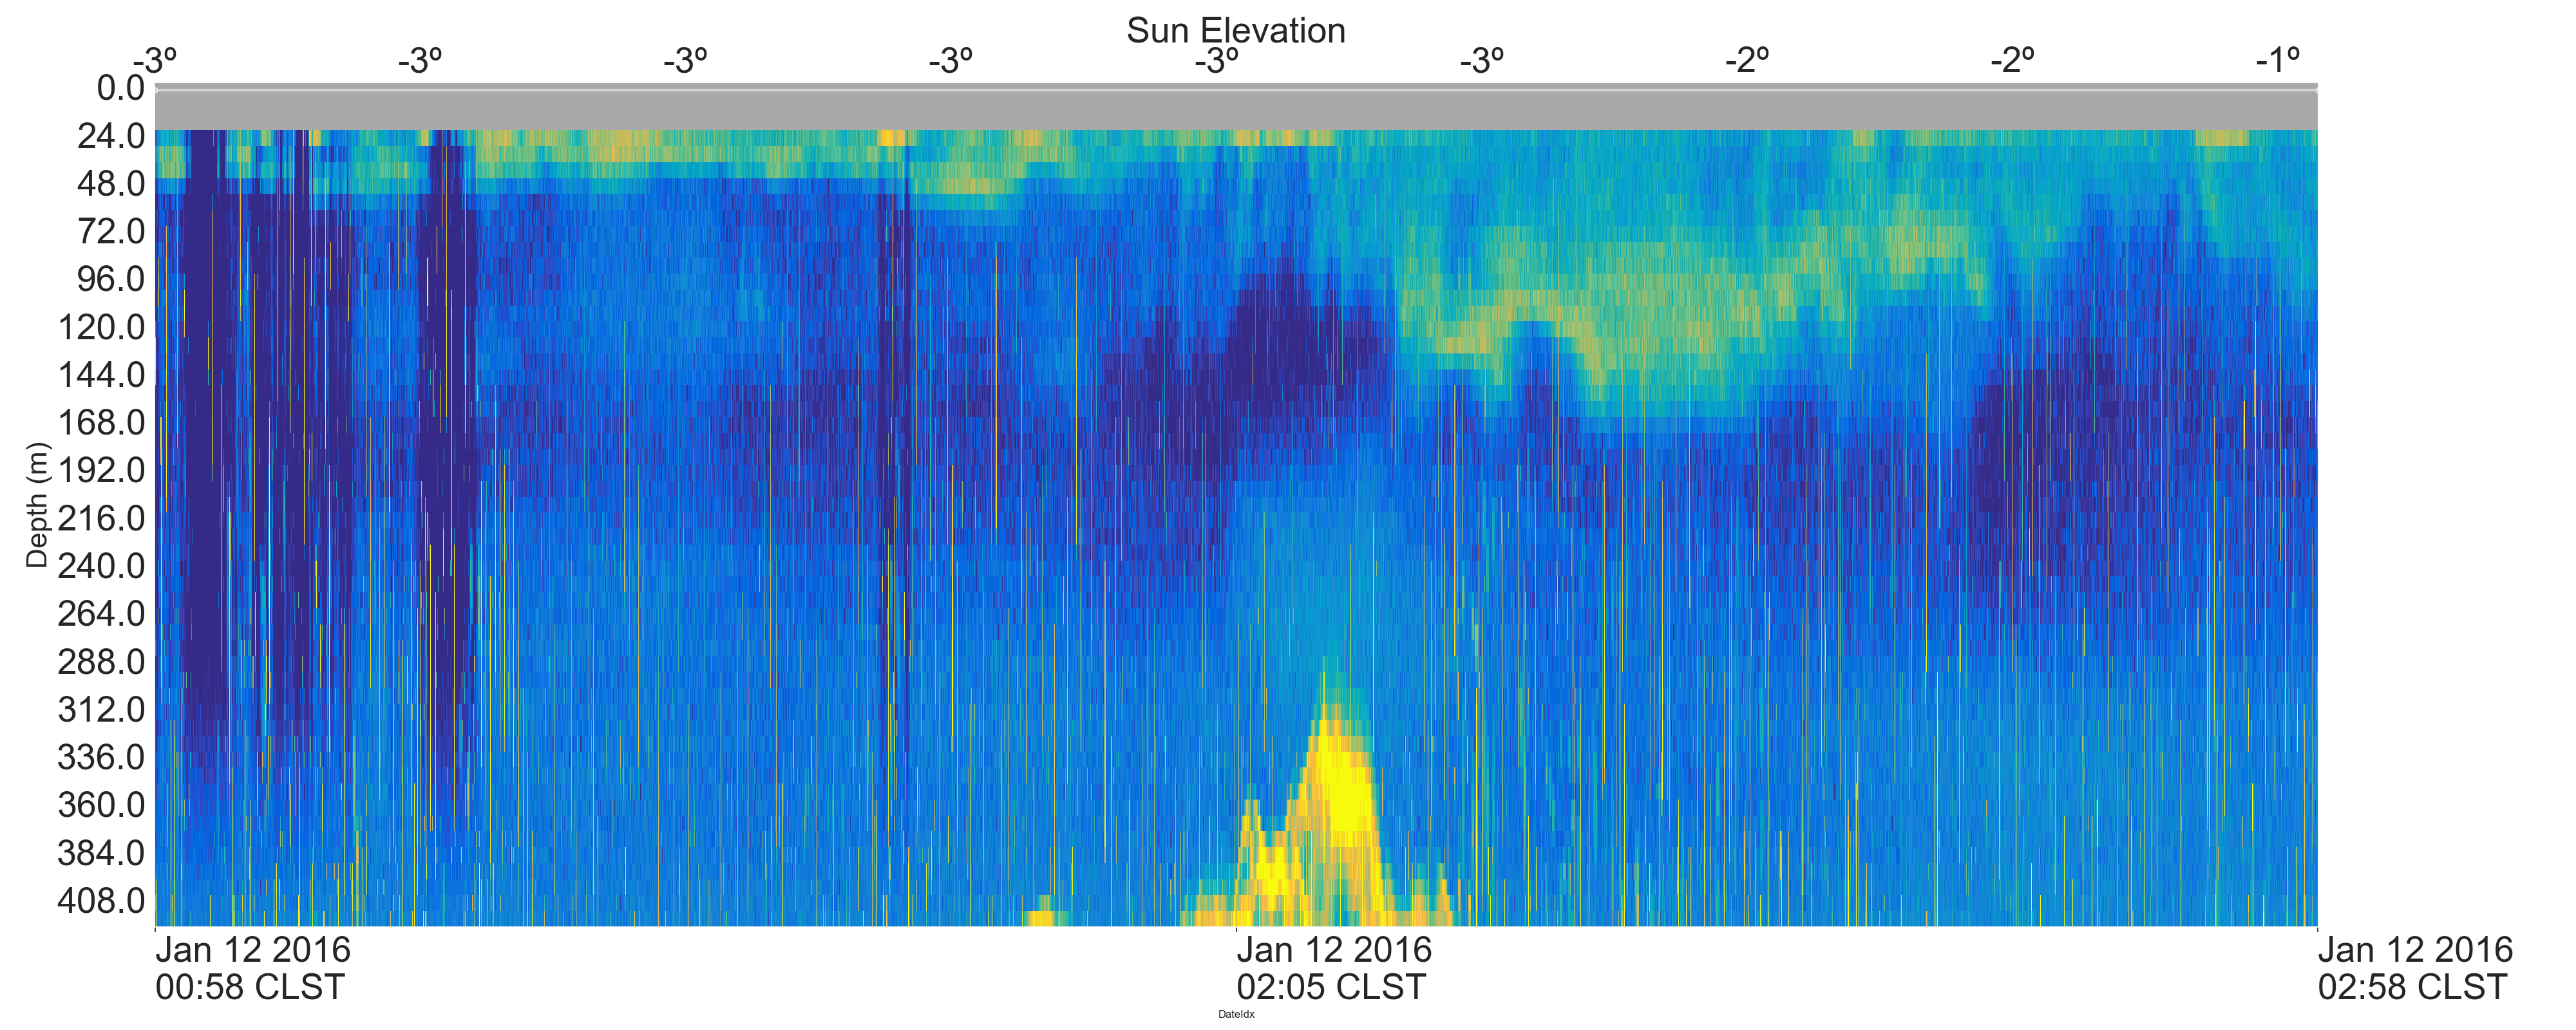 Sun Elevation
-3º -3º -3º -3º -3º -3º -2º -2º -1º
0.0
24.0
48.0
72.0
96.0
120.0
144.0
168.0
192.0
216.0
240.0
264.0
288.0
312.0
336.0
360.0
384.0
408.0
Depth (m)
Jan 12 2016
00:58 CLST
Jan 12 2016
02:05 CLST
Jan 12 2016
02:58 CLST
DateIdx